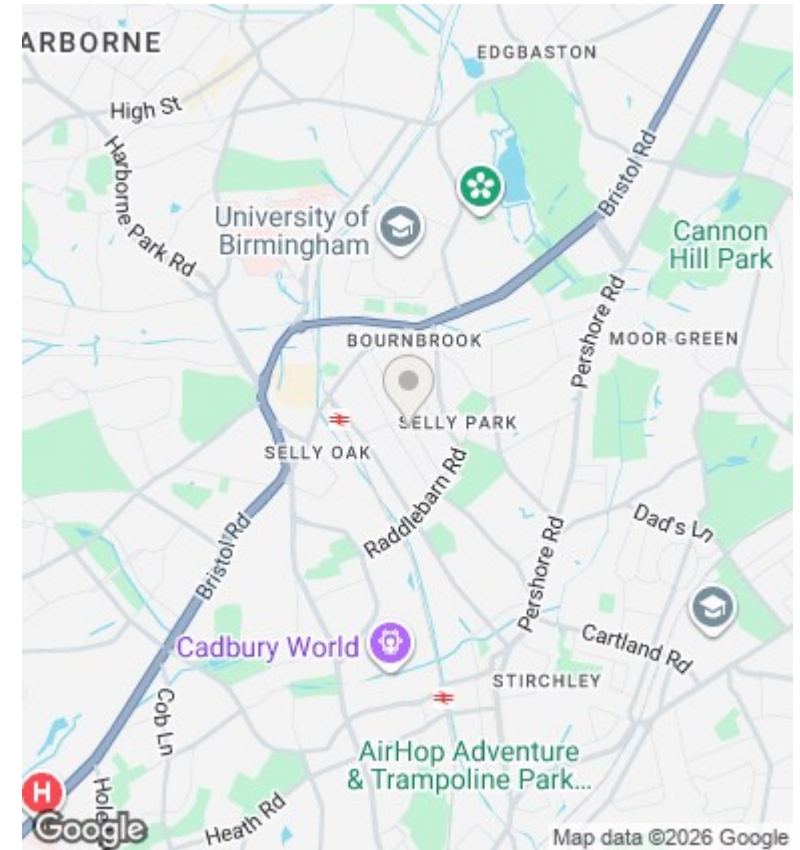 ARBORNE
EDGBASTON
High St
Harborne Park Rd
Bristol Rd
University of
Birmingham
Cannon
Hill Park
Pershore Rd
BOURNBROOK
MOOR GREEN
SELLY PARK
SELLY OAK
Raddlebarn Rd
Dad's Ln
Bristol Rd
Pershore Rd
Cadbury World
Cartland Rd
STIRCHLEY
Cob Ln
AirHop Adventure
& Trampoline Park...
H
Hole
Heath Rd
Google
Map data ©2026 Google